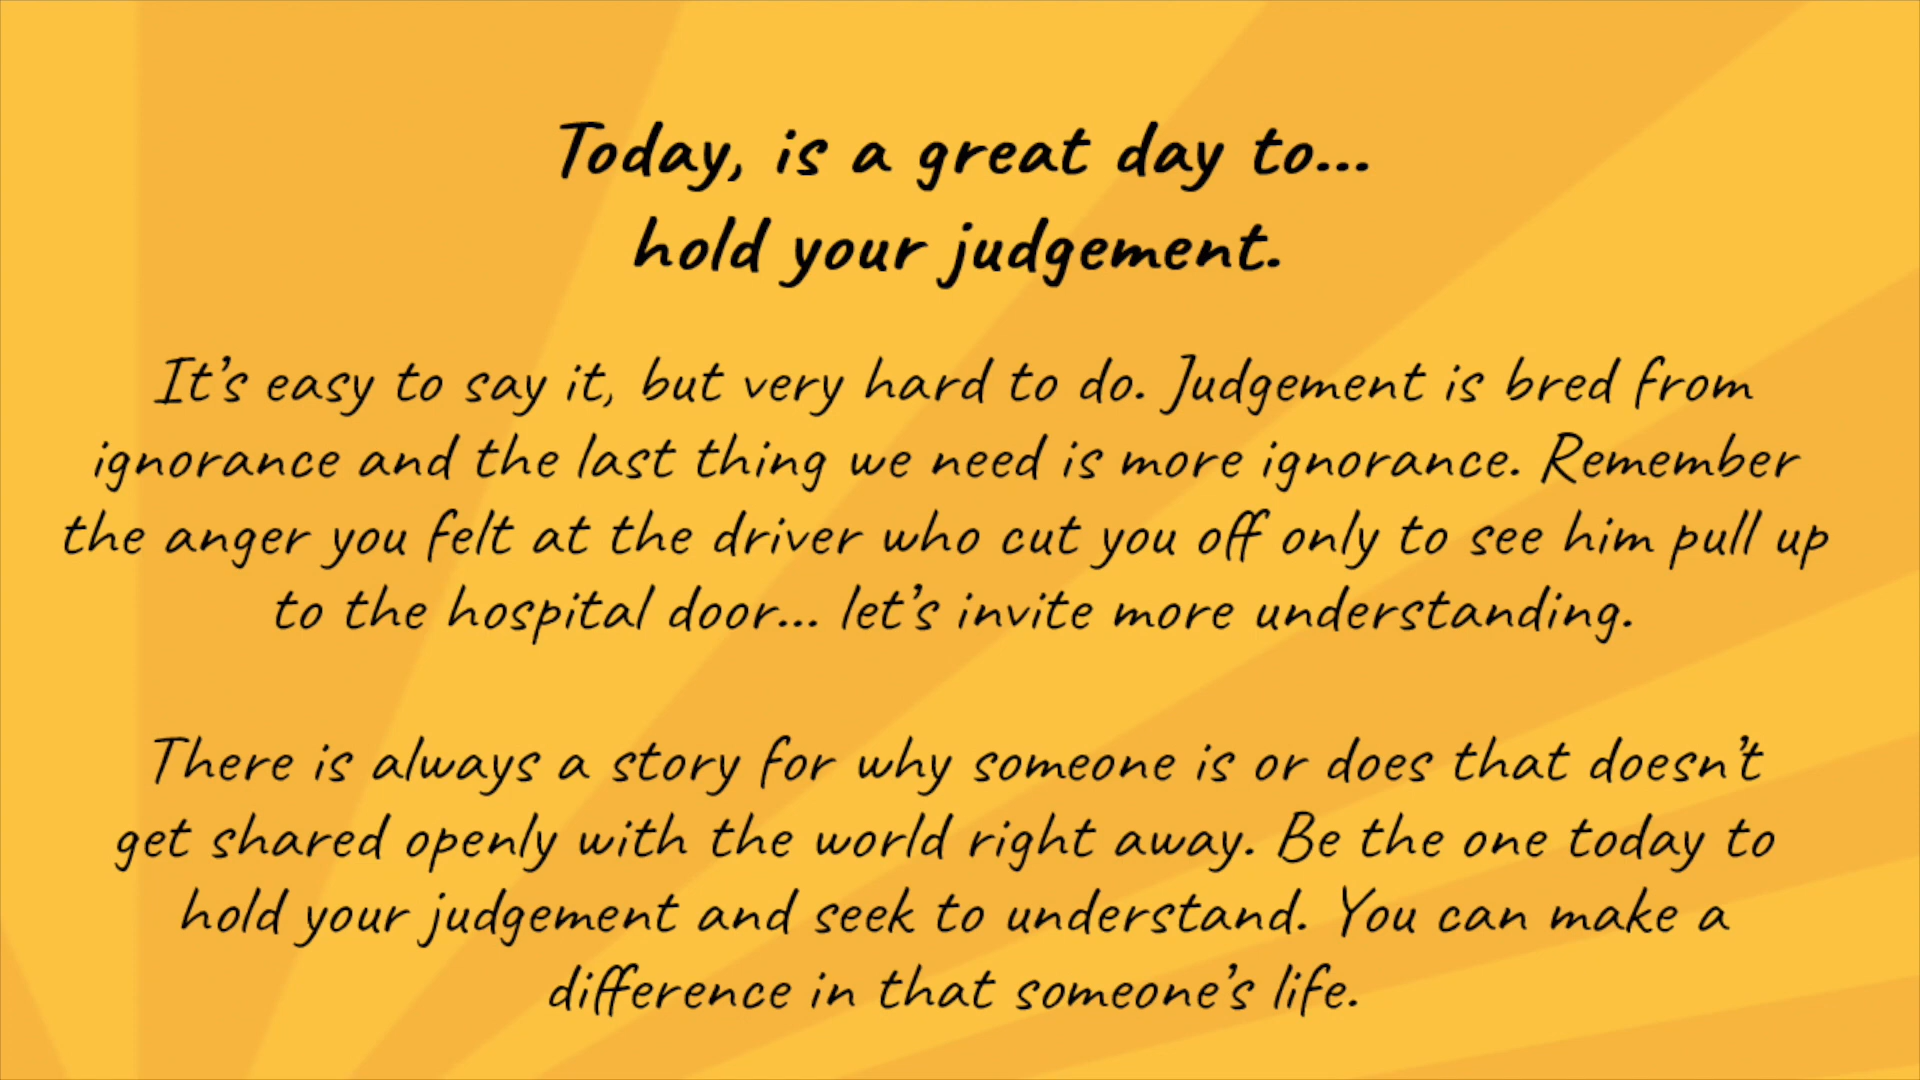 Today, is a great day to...
hold your judgement.
It’s easy to say it, but very hard to do. Judgement is bred from
ignorance and the last thing we need is more ignorance. Remember
the anger you felt at the driver who cut you off only to see him pull up
to the hospital door... let’s invite more understanding.
There is always a story for why someone is or does that doesn’t
get shared openly with the world right away. Be the one today to
hold your judgement and seek to understand. You can make a
difference in that someone’s life.